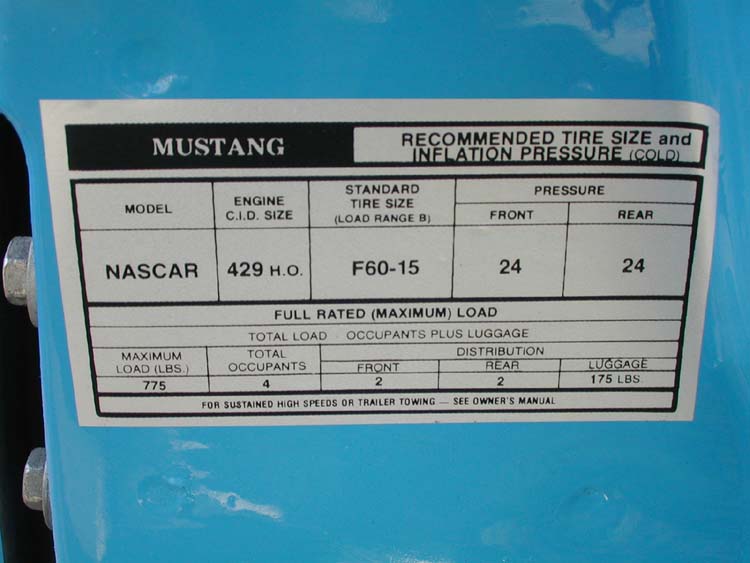 MUSTANG
RECOMMENDED TIRE SIZE and
INFLATION PRESSURE (COLD)
MODEL
ENGINE
C.I.D. SIZE
STANDARD
TIRE SIZE
(LOAD RANGE B)
PRESSURE
FRONT
REAR
NASCAR
429 H.O.
F60-15
24
24
FULL RATED (MAXIMUM) LOAD
TOTAL LOAD - OCCUPANTS PLUS LUGGAGE
MAXIMUM
LOAD (LBS.)
TOTAL
OCCUPANTS
DISTRIBUTION
FRONT
REAR
LUGGAGE
775
4
2
2
175 LBS
FOR SUSTAINED HIGH SPEEDS OR TRAILER TOWING — SEE OWNER'S MANUAL